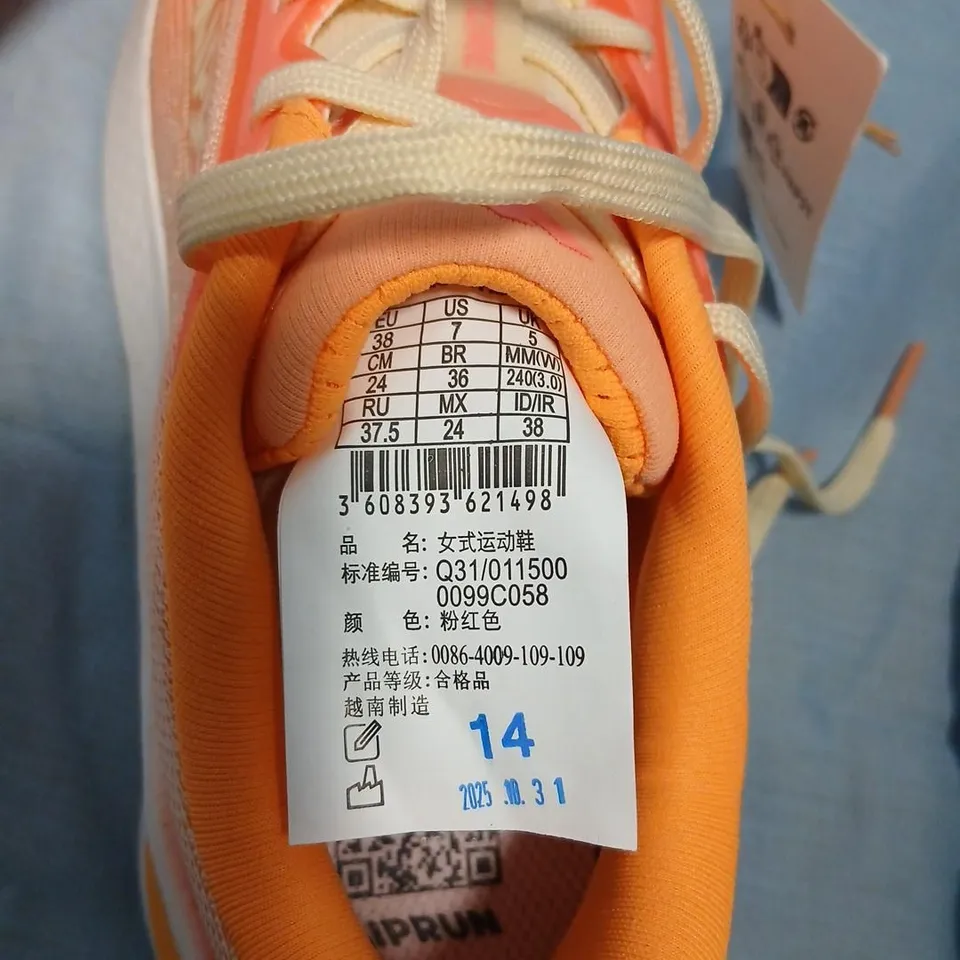 EU US UK
38 7 5
CM BR MM(W)
24 36 240(3.0)
RU MX ID/IR
37.5 24 38
3 608393 621498
品 名: 女式运动鞋
标准编号: Q31/011500
0099C058
颜 色: 粉红色
热线电话: 0086-4009-109-109
产品等级: 合格品
越南制造
14
2025 .10. 3 1
IPRUN